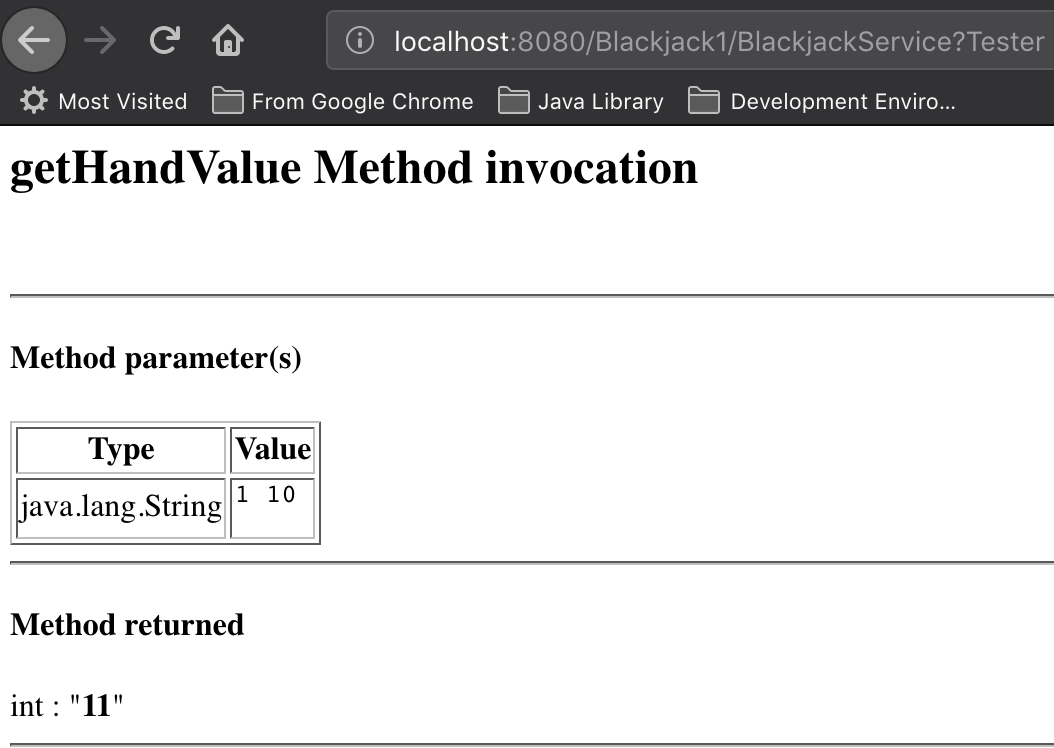 localhost:8080/Blackjack1/BlackjackService?Tester
Most Visited From Google Chrome Java Library Development Enviro...
getHandValue Method invocation
Method parameter(s)
Type Value
java.lang.String 1 10
Method returned
int : "11"